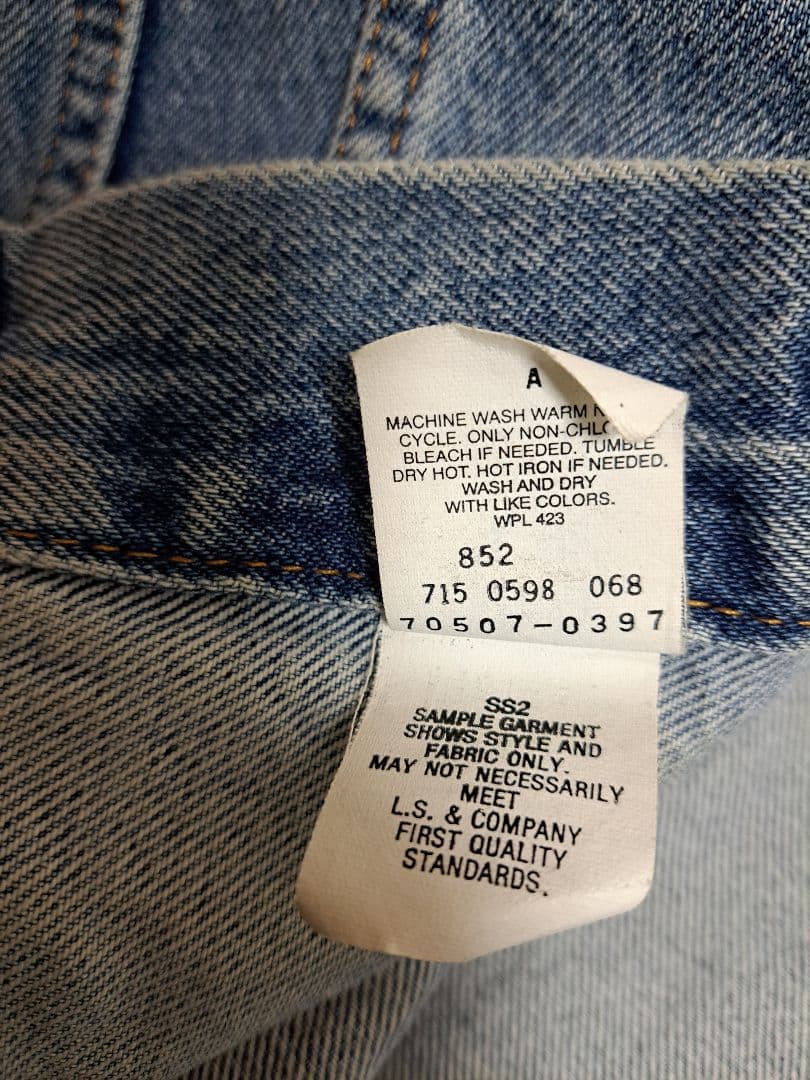 A
MACHINE WASH WARM
CYCLE. ONLY NON-CHLO
BLEACH IF NEEDED. TUMBLE
DRY HOT. HOT IRON IF NEEDED.
WASH AND DRY
WITH LIKE COLORS.
WPL 423
852
715 0598 068
70507-0397
SS2
SAMPLE GARMENT
SHOWS STYLE AND
FABRIC ONLY.
MAY NOT NECESSARILY
MEET
L.S. & COMPANY
FIRST QUALITY
STANDARDS.